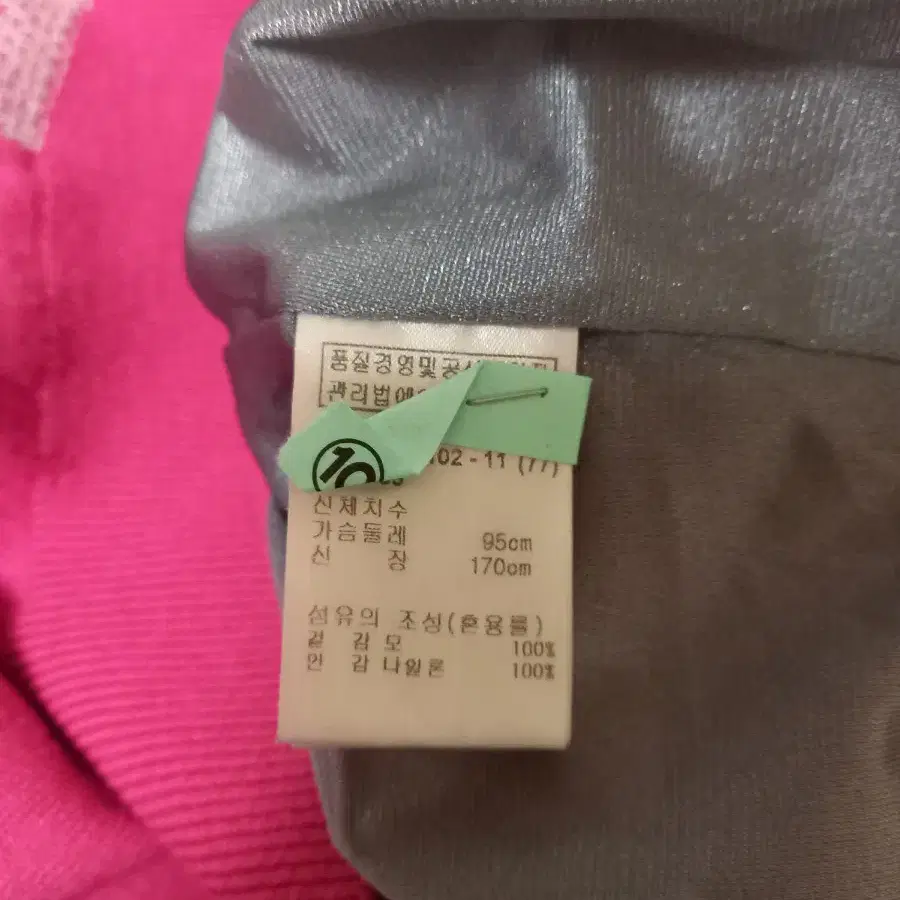 품질경영및공
관리법에
10
102 - 11 (77)
신체치수
가슴둘레 95cm
신 장 170cm
섬유의 조성(혼용률)
겉 감 모 100%
안 감 나일론 100%